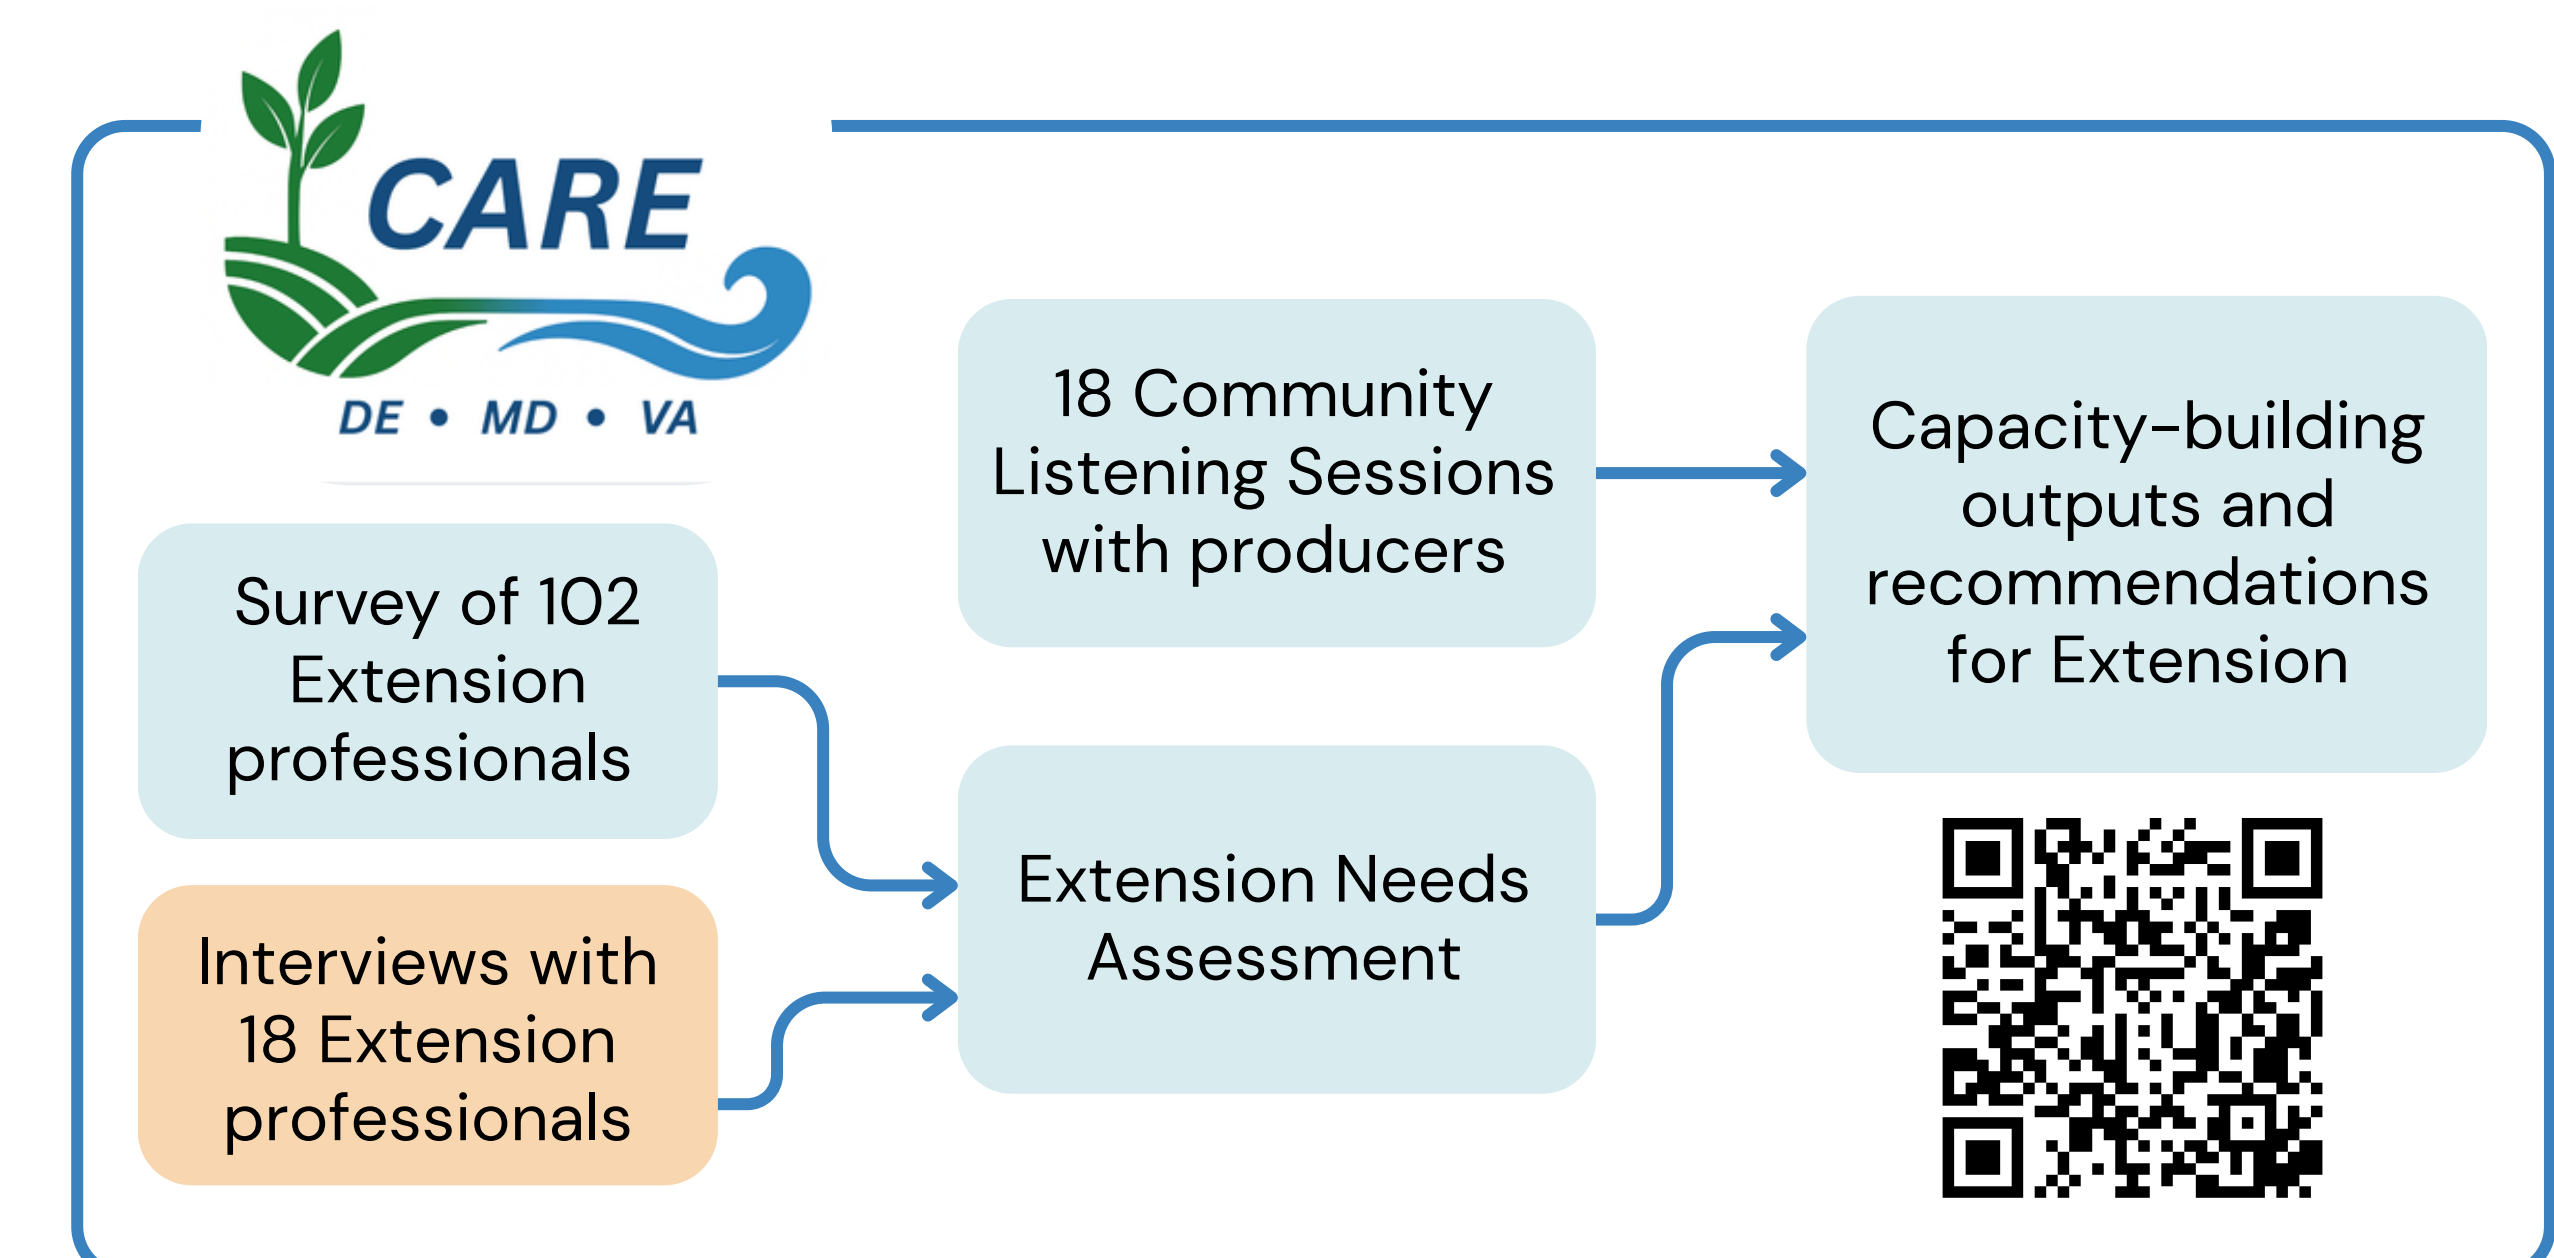 CARE
DE • MD • VA
Survey of 102
Extension
professionals
Interviews with
18 Extension
professionals
18 Community
Listening Sessions
with producers
Extension Needs
Assessment
Capacity-building
outputs and
recommendations
for Extension